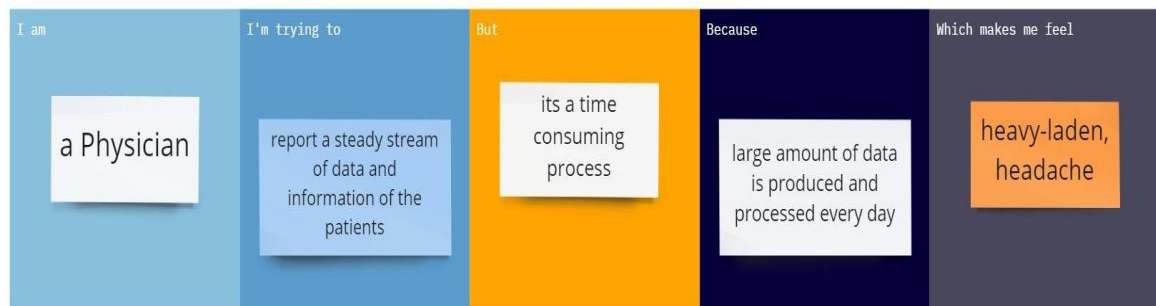 I am
a Physician
I'm trying to
report a steady stream
of data and
information of the
patients
But
its a time
consuming
process
Because
large amount of data
is produced and
processed every day
Which makes me feel
heavy-laden,
headache